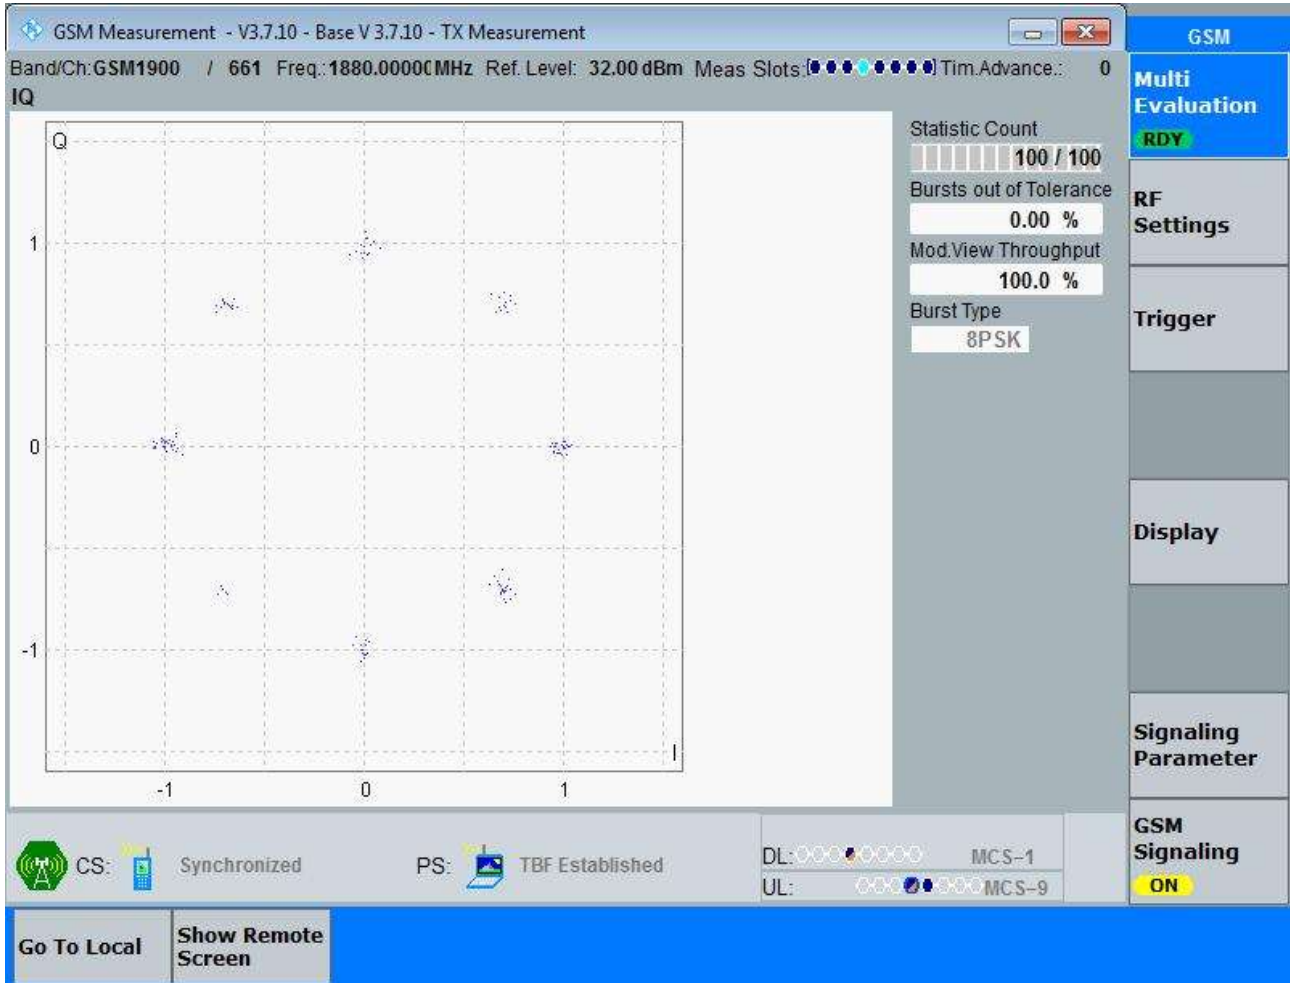 GSM Measurement - V3.7.10 - Base V 3.7.10 - TX Measurement
Band/Ch:GSM1900 / 661 Freq.:1880.00000MHz Ref. Level: 32.00 dBm Meas Slots: Tim.Advance.: 0
IQ
Q
1
0
-1
I
-1 0 1
Statistic Count
100 / 100
Bursts out of Tolerance
0.00 %
Mod.View Throughput
100.0 %
Burst Type
8PSK
GSM
Multi
Evaluation
RDY
RF
Settings
Trigger
Display
Signaling
Parameter
GSM
Signaling
ON
CS: Synchronized PS: TBF Established
DL: MCS-1
UL: MCS-9
Go To Local
Show Remote
Screen